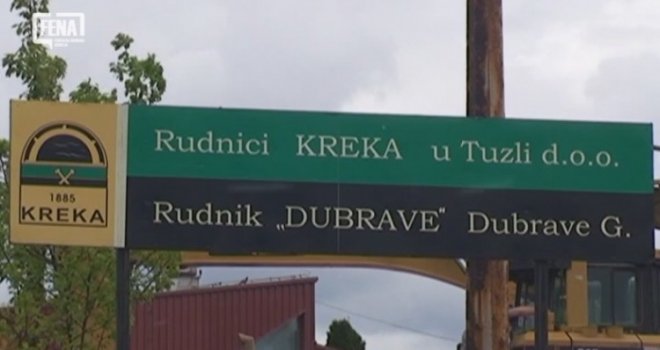 FENA
1885
KREKA
Rudnici KREKA u Tuzli d.o.o.
Rudnik „DUBRAVE“ Dubrave G.